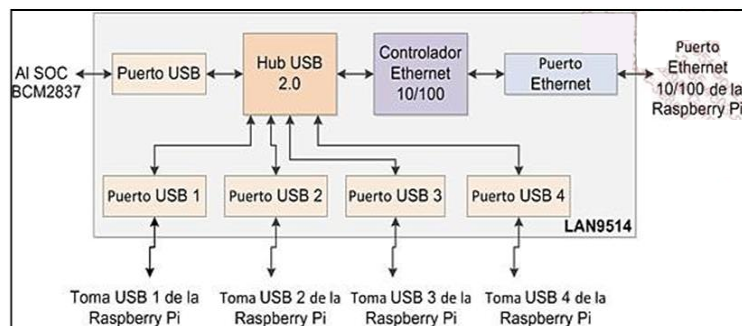 Al SOC
BCM2837
Puerto USB
Hub USB
2.0
Controlador
Ethernet
10/100
Puerto
Ethernet
Puerto
Ethernet
10/100 de la
Raspberry Pi
Puerto USB 1
Puerto USB 2
Puerto USB 3
Puerto USB 4
LAN9514
Toma USB 1 de la
Raspberry Pi
Toma USB 2 de la
Raspberry Pi
Toma USB 3 de la
Raspberry Pi
Toma USB 4 de la
Raspberry Pi